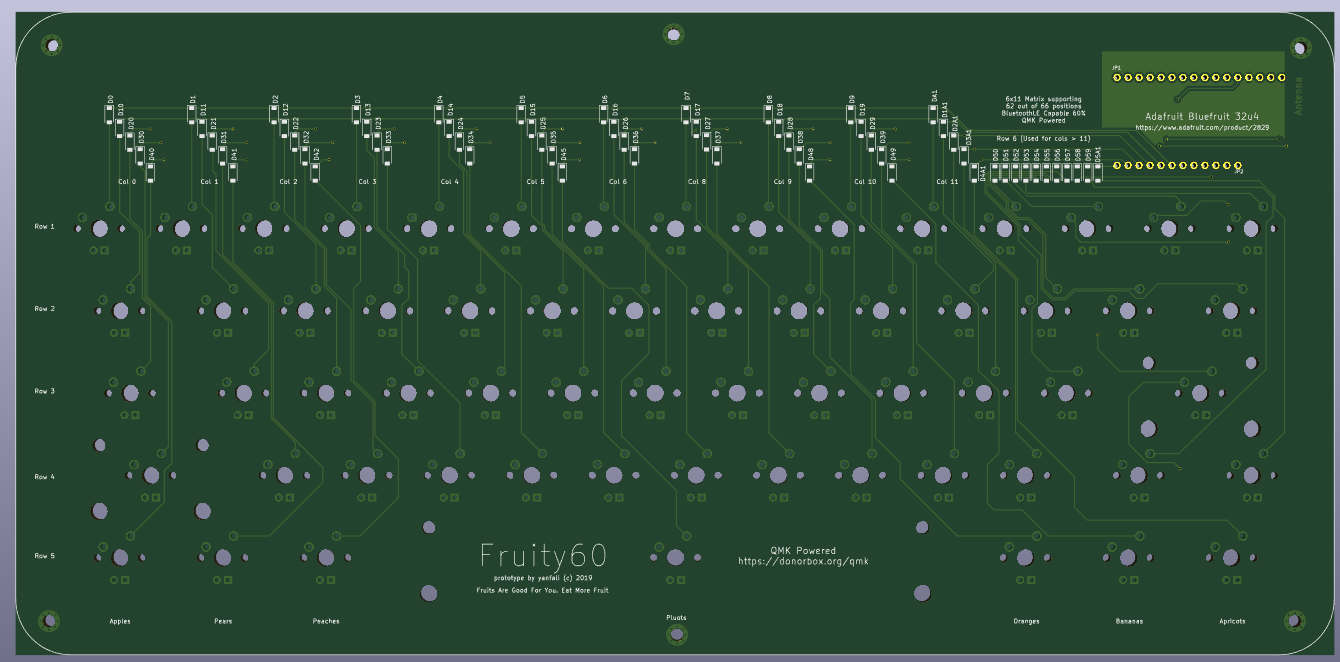 JP1
Antenna
D0 D1 D2 D3 D4 D5 D6 D7 D8 D9 DA1
D10 D11 D12 D13 D14 D15 D16 D17 D18 D19 D1A1
D20 D21 D22 D23 D24 D25 D26 D27 D28 D29 D2A1
D30 D31 D32 D33 D34 D35 D36 D37 D38 D39 D3A1
D40 D41 D42 D45 D48 D49 D4A1
6x11 Matrix supporting
62 out of 66 positions
BluetoothLE Capable 60%
QMK Powered
Adafruit Bluefruit 32u4
https://www.adafruit.com/product/2829
Row 6 (Used for cols > 11)
D50 D51 D52 D53 D54 D55 D56 D57 D58 D59 D5A1
JP2
Col 0 Col 1 Col 2 Col 3 Col 4 Col 5 Col 6 Col 8 Col 9 Col 10 Col 11
Row 1
Row 2
Row 3
Row 4
Row 5
Fruity60
prototype by yanfali (c) 2019
Fruits Are Good For You. Eat More Fruit
QMK Powered
https://donorbox.org/qmk
Apples Pears Peaches Pluots Oranges Bananas Apricots